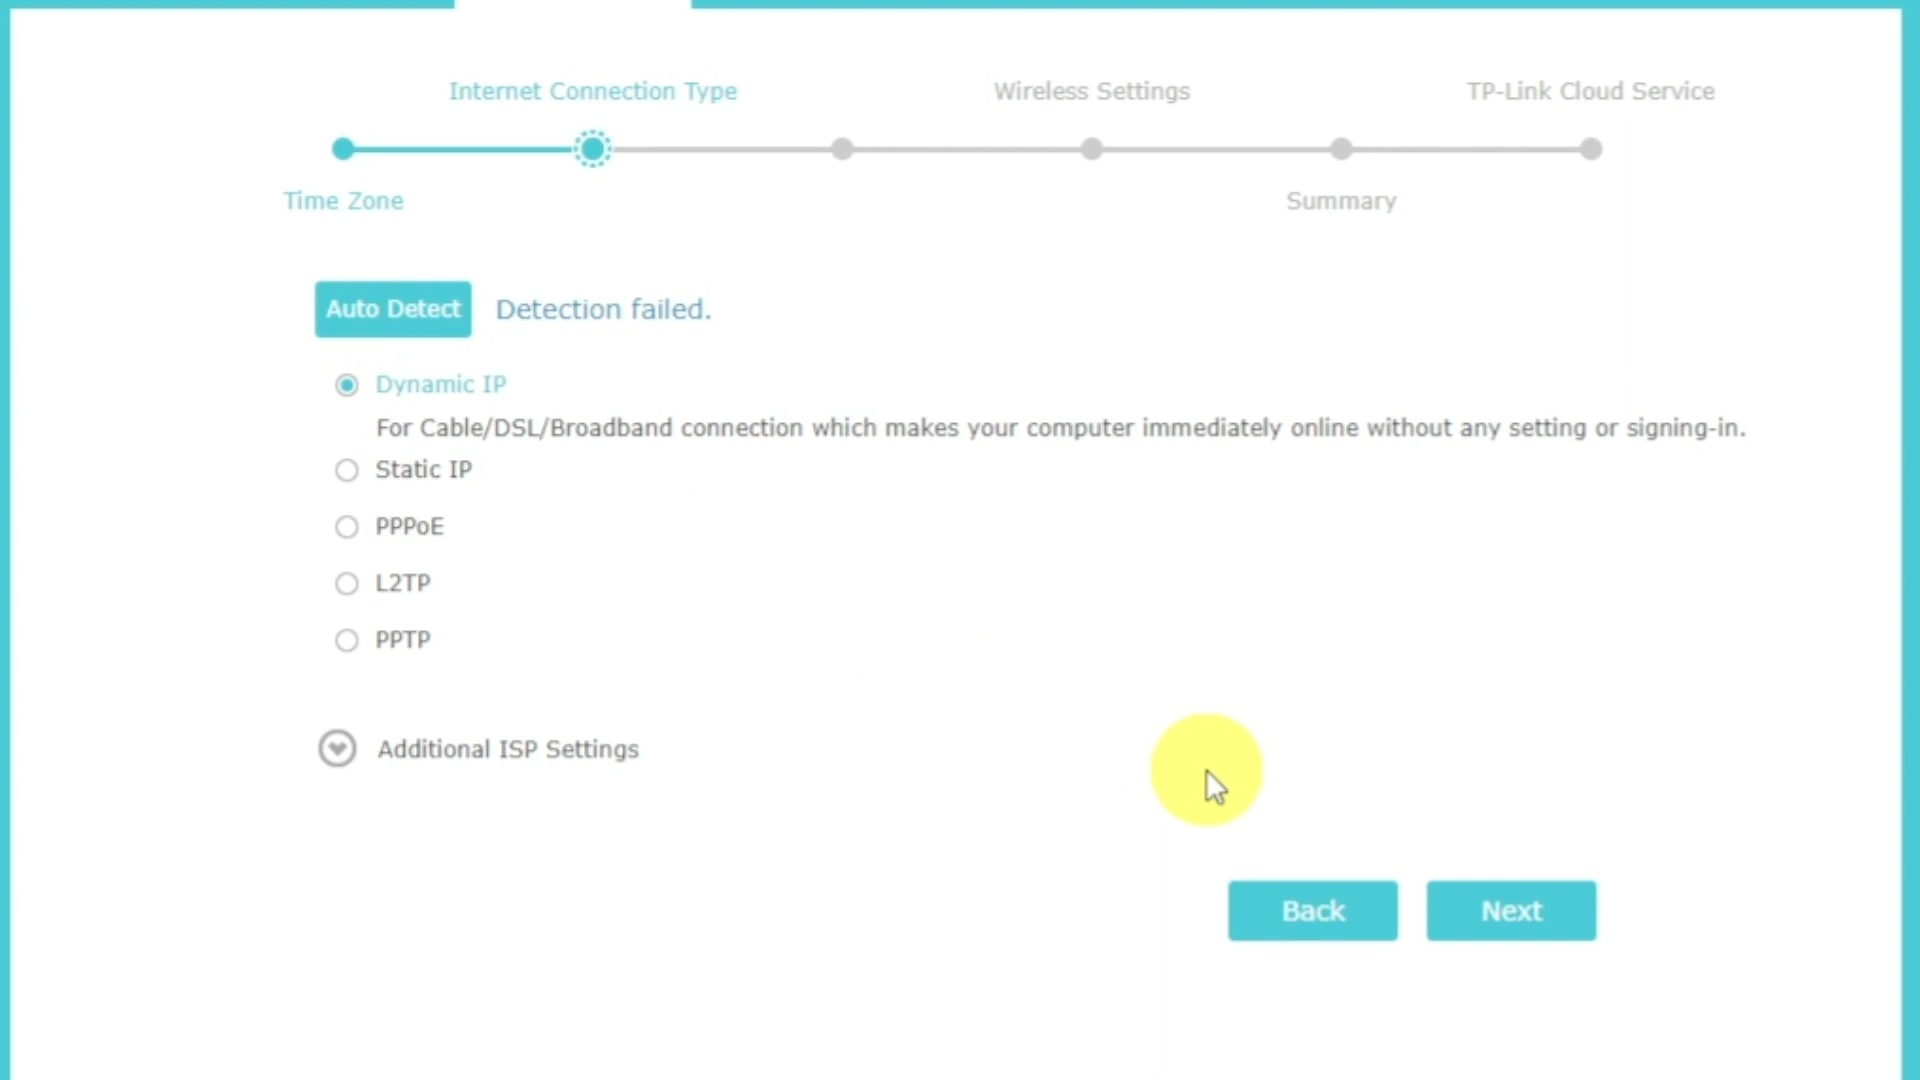 Internet Connection Type
Wireless Settings
TP-Link Cloud Service
Time Zone
Summary
Auto Detect
Detection failed.
Dynamic IP
For Cable/DSL/Broadband connection which makes your computer immediately online without any setting or signing-in.
Static IP
PPPoE
L2TP
PPTP
Additional ISP Settings
Back
Next